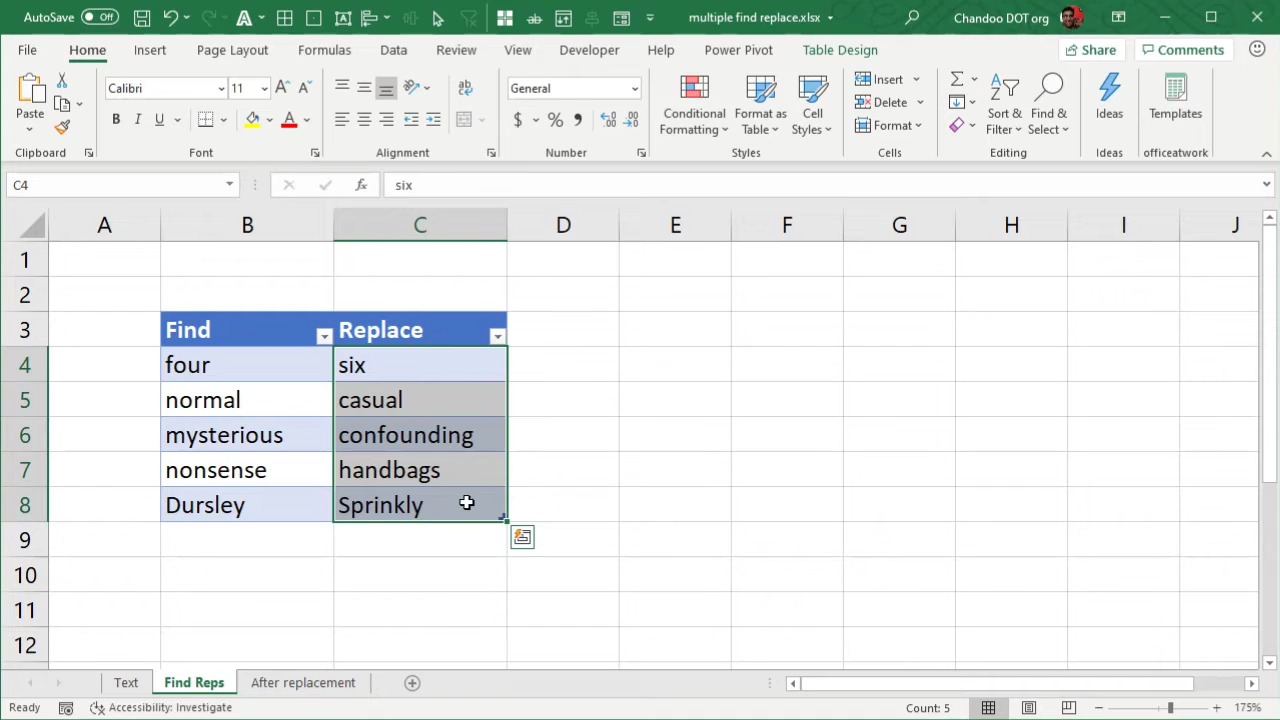 AutoSave Off multiple find replace.xlsx Chandoo DOT org
File Home Insert Page Layout Formulas Data Review View Developer Help Power Pivot Table Design Share Comments
Paste
Clipboard
Calibri 11
B I U
Font
Alignment
General
$ % 9
Number
Conditional Formatting
Format as Table
Cell Styles
Styles
Insert
Delete
Format
Cells
Sort & Filter
Find & Select
Editing
Ideas
Ideas
Templates
officeatwork
C4 fx six
A B C D E F G H I J
1
2
3 Find Replace
4 four six
5 normal casual
6 mysterious confounding
7 nonsense handbags
8 Dursley Sprinkly
9
10
11
12
Text Find Reps After replacement
Ready Accessibility: Investigate Count: 5 175%